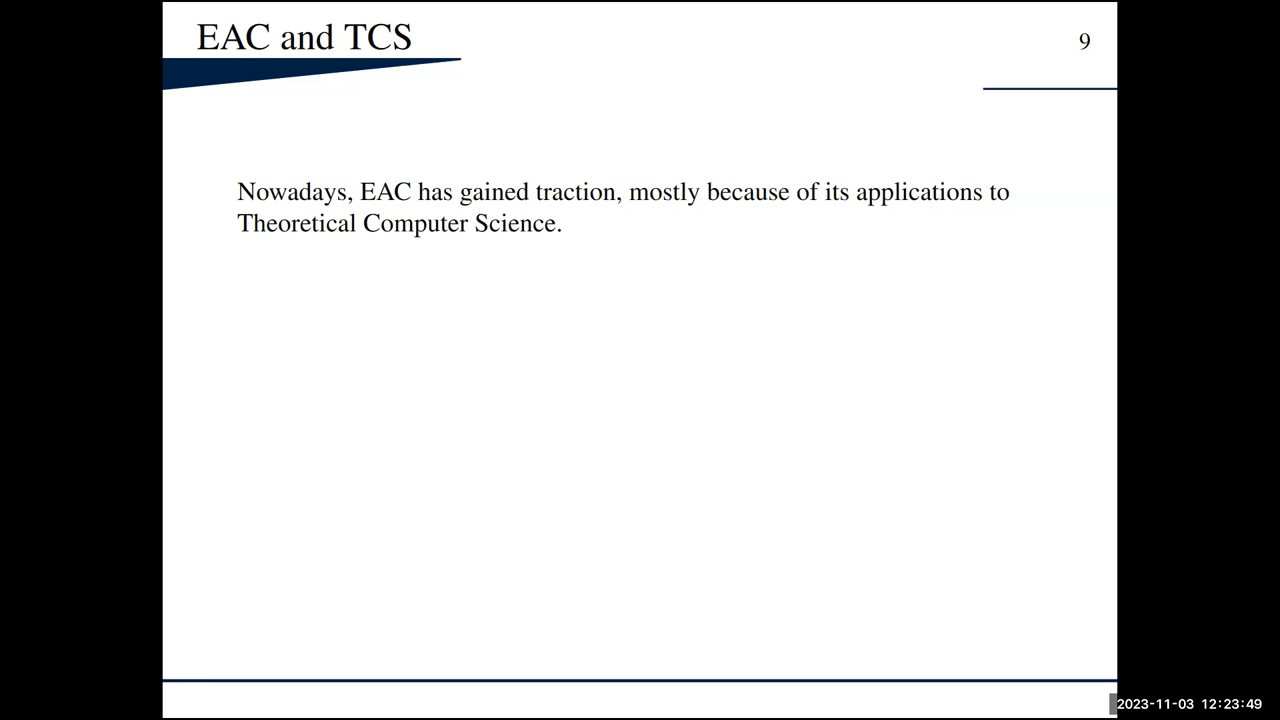 EAC and TCS
9
Nowadays, EAC has gained traction, mostly because of its applications to
Theoretical Computer Science.
2023-11-03 12:23:49